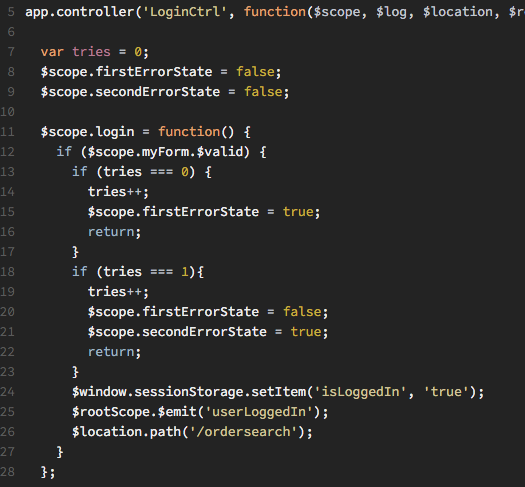 5 app.controller('LoginCtrl', function($scope, $log, $location, $r
6
7 var tries = 0;
8 $scope.firstErrorState = false;
9 $scope.secondErrorState = false;
10
11 $scope.login = function() {
12 if ($scope.myForm.$valid) {
13 if (tries === 0) {
14 tries++;
15 $scope.firstErrorState = true;
16 return;
17 }
18 if (tries === 1){
19 tries++;
20 $scope.firstErrorState = false;
21 $scope.secondErrorState = true;
22 return;
23 }
24 $window.sessionStorage.setItem('isLoggedIn', 'true');
25 $rootScope.$emit('userLoggedIn');
26 $location.path('/ordersearch');
27 }
28 };